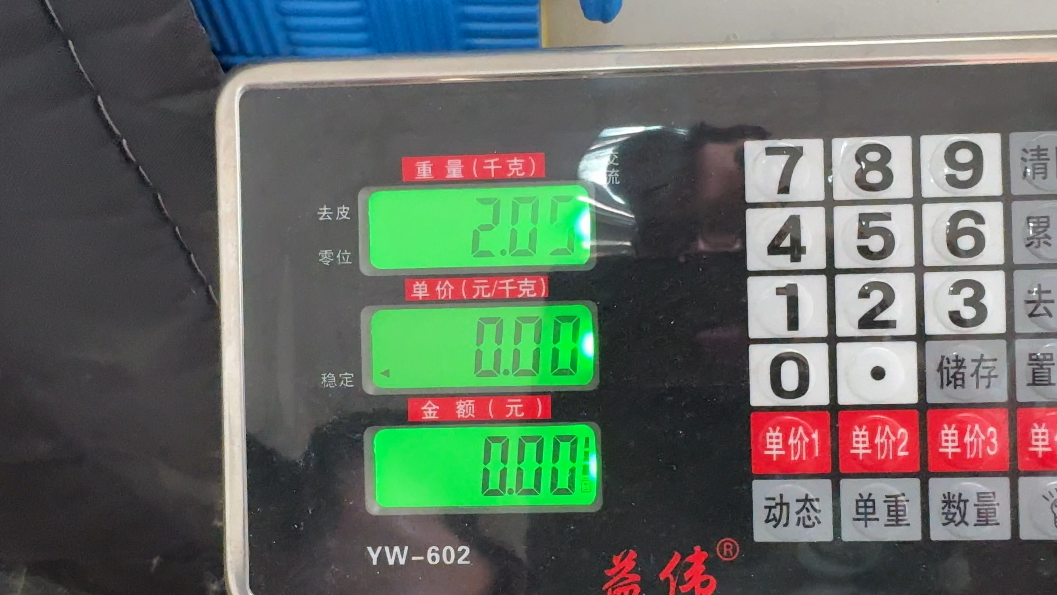 重量(千克)
交流
去皮
2.05
零位
单价(元/千克)
0.00
稳定
金额(元)
0.00
YW-602
益伟®
7 8 9 清
4 5 6 累
1 2 3 去
0 . 储存 置
单价1 单价2 单价3 单
动态 单重 数量